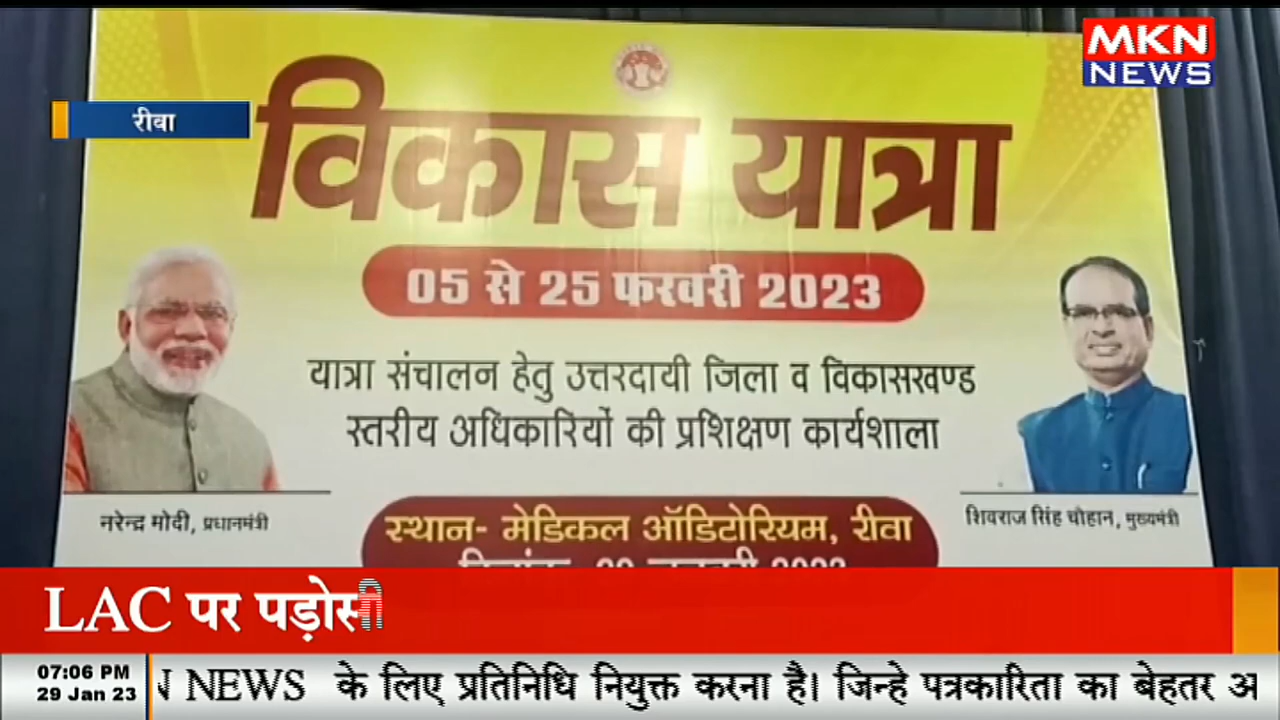 MKN
NEWS
रीवा
विकास यात्रा
05 से 25 फरवरी 2023
यात्रा संचालन हेतु उत्तरदायी जिला व विकासखण्ड
स्तरीय अधिकारियों की प्रशिक्षण कार्यशाला
नरेन्द्र मोदी, प्रधानमंत्री
शिवराज सिंह चौहान, मुख्यमंत्री
स्थान- मेडिकल ऑडिटोरियम, रीवा
LAC पर पड़ोसी
07:06 PM
29 Jan 23
N NEWS के लिए प्रतिनिधि नियुक्त करना है। जिन्हे पत्रकारिता का बेहतर अ